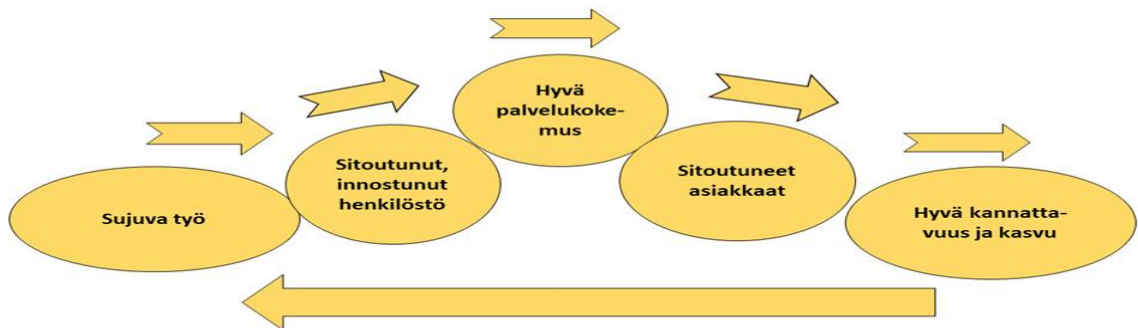 Sujuva työ
Sitoutunut,
innostunut
henkilöstö
Hyvä
palvelukoke-
mus
Sitoutuneet
asiakkaat
Hyvä kannatta-
vuus ja kasvu